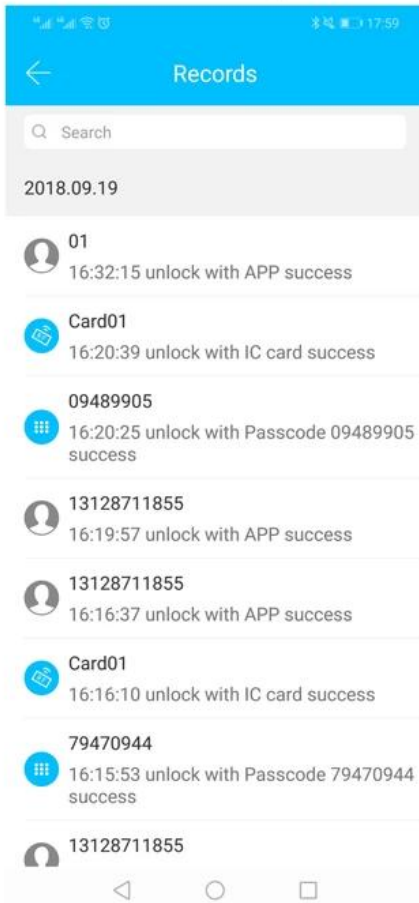 17:59
Records
Search
2018.09.19
01
16:32:15 unlock with APP success
Card01
16:20:39 unlock with IC card success
09489905
16:20:25 unlock with Passcode 09489905
success
13128711855
16:19:57 unlock with APP success
13128711855
16:16:37 unlock with APP success
Card01
16:16:10 unlock with IC card success
79470944
16:15:53 unlock with Passcode 79470944
success
13128711855